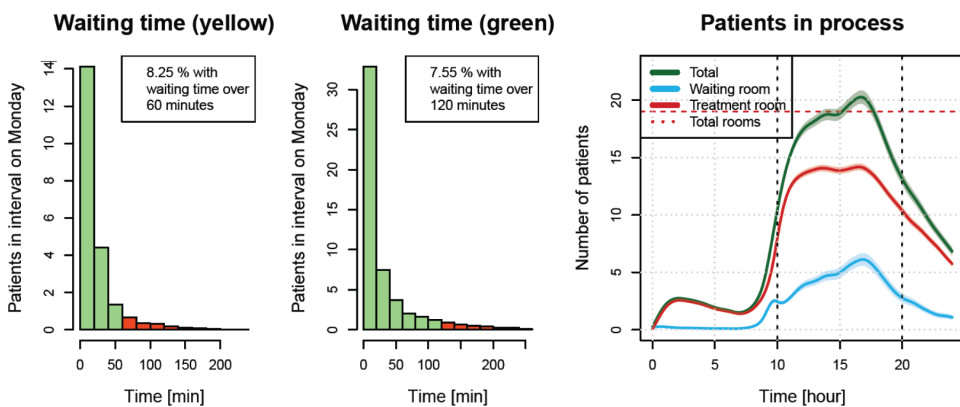 Waiting time (yellow)
Patients in interval on Monday
0
2
4
6
8
10
12
14
8.25 % with
waiting time over
60 minutes
0 50 100 150 200
Time [min]
Waiting time (green)
Patients in interval on Monday
0
5
10
15
20
25
30
7.55 % with
waiting time over
120 minutes
0 50 100 200
Time [min]
Patients in process
Number of patients
0
5
10
15
20
Total
Waiting room
Treatment room
Total rooms
0 5 10 15 20
Time [hour]